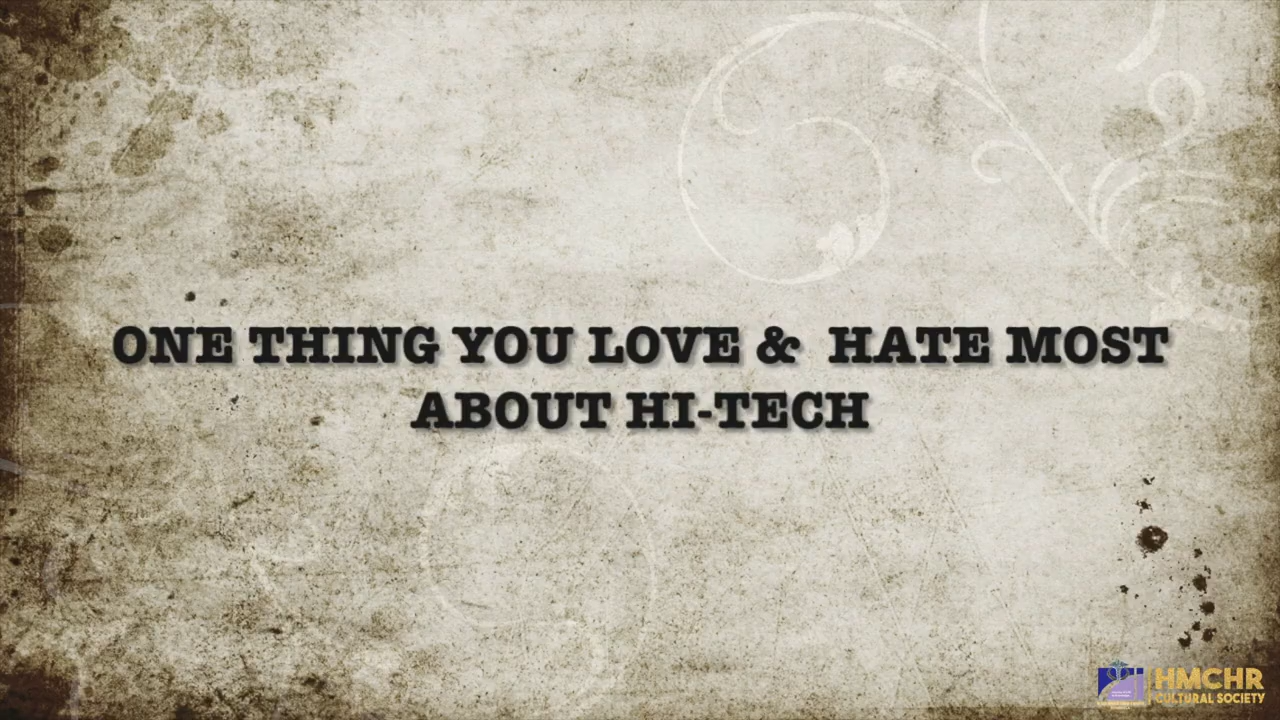 ONE THING YOU LOVE & HATE MOST
ABOUT HI-TECH
HMCHR
CULTURAL SOCIETY